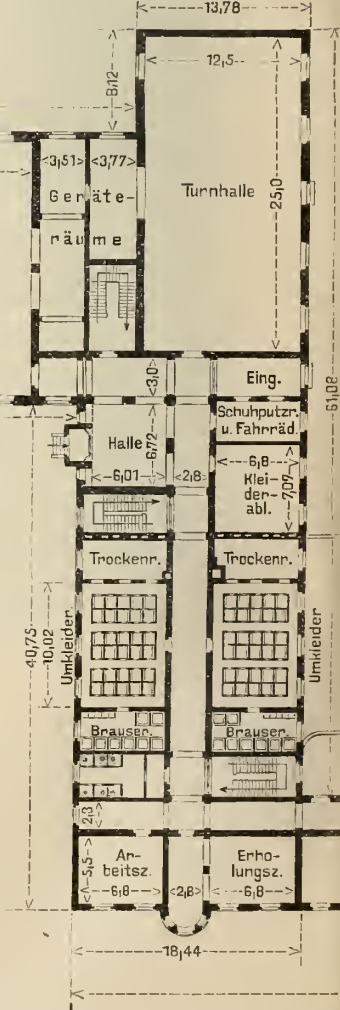 13,78
12,5
8,12
3,51 3,77
Geräte-
räume
Turnhalle
25,0
61,08
3,0
Eing.
Schuhputzr.
u. Fahrräd.
Halle
6,72
6,01
2,8
6,8
Klei-
der-
abl.
7,07
Trockenr. Trockenr.
40,75
10,02
Umkleider. Umkleider
Brauser. Brauser.
2,3
5,5
Ar-
beitsz.
6,8
2,8
Erho-
lungsz.
6,8
18,44